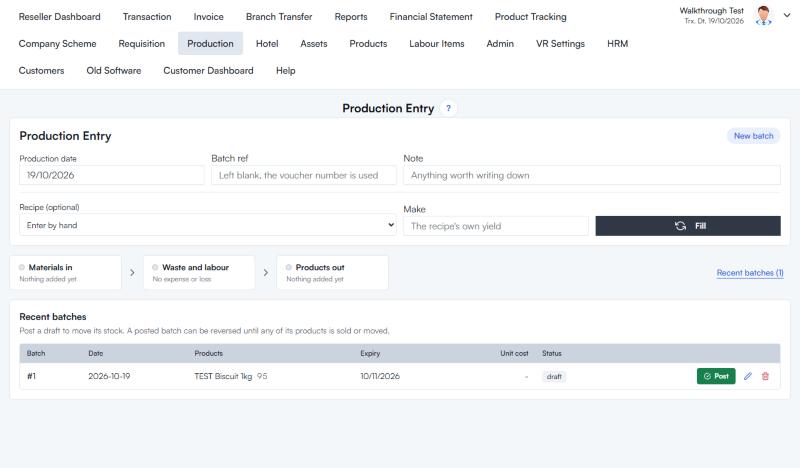 Reseller Dashboard Transaction Invoice Branch Transfer Reports Financial Statement Product Tracking
Walkthrough Test
Trx. Dt. 19/10/2026
Company Scheme Requisition Production Hotel Assets Products Labour Items Admin VR Settings HRM
Customers Old Software Customer Dashboard Help
Production Entry ?
Production Entry
New batch
Production date Batch ref Note
19/10/2026 Left blank, the voucher number is used Anything worth writing down
Recipe (optional) Make
Enter by hand The recipe's own yield Fill
Materials in Waste and labour Products out
Nothing added yet No expense or loss Nothing added yet
Recent batches (1)
Recent batches
Post a draft to move its stock. A posted batch can be reversed until any of its products is sold or moved.
Batch Date Products Expiry Unit cost Status
#1 2026-10-19 TEST Biscuit 1kg 95 10/11/2026 - draft Post